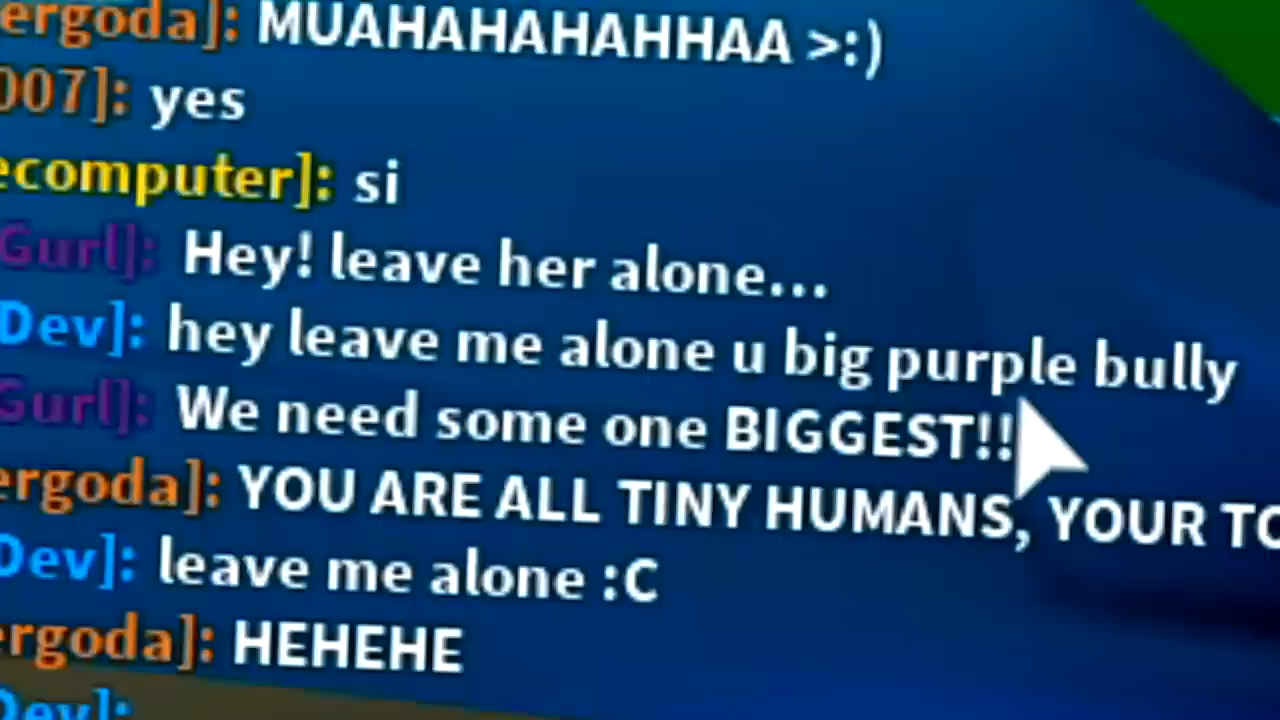 ergoda]: MUAHAHAHAHHAA >:)
007]: yes
ecomputer]: si
Gurl]: Hey! leave her alone...
Dev]: hey leave me alone u big purple bully
Gurl]: We need some one BIGGEST!!
ergoda]: YOU ARE ALL TINY HUMANS, YOUR TO
Dev]: leave me alone :C
ergoda]: HEHEHE
Dev]: